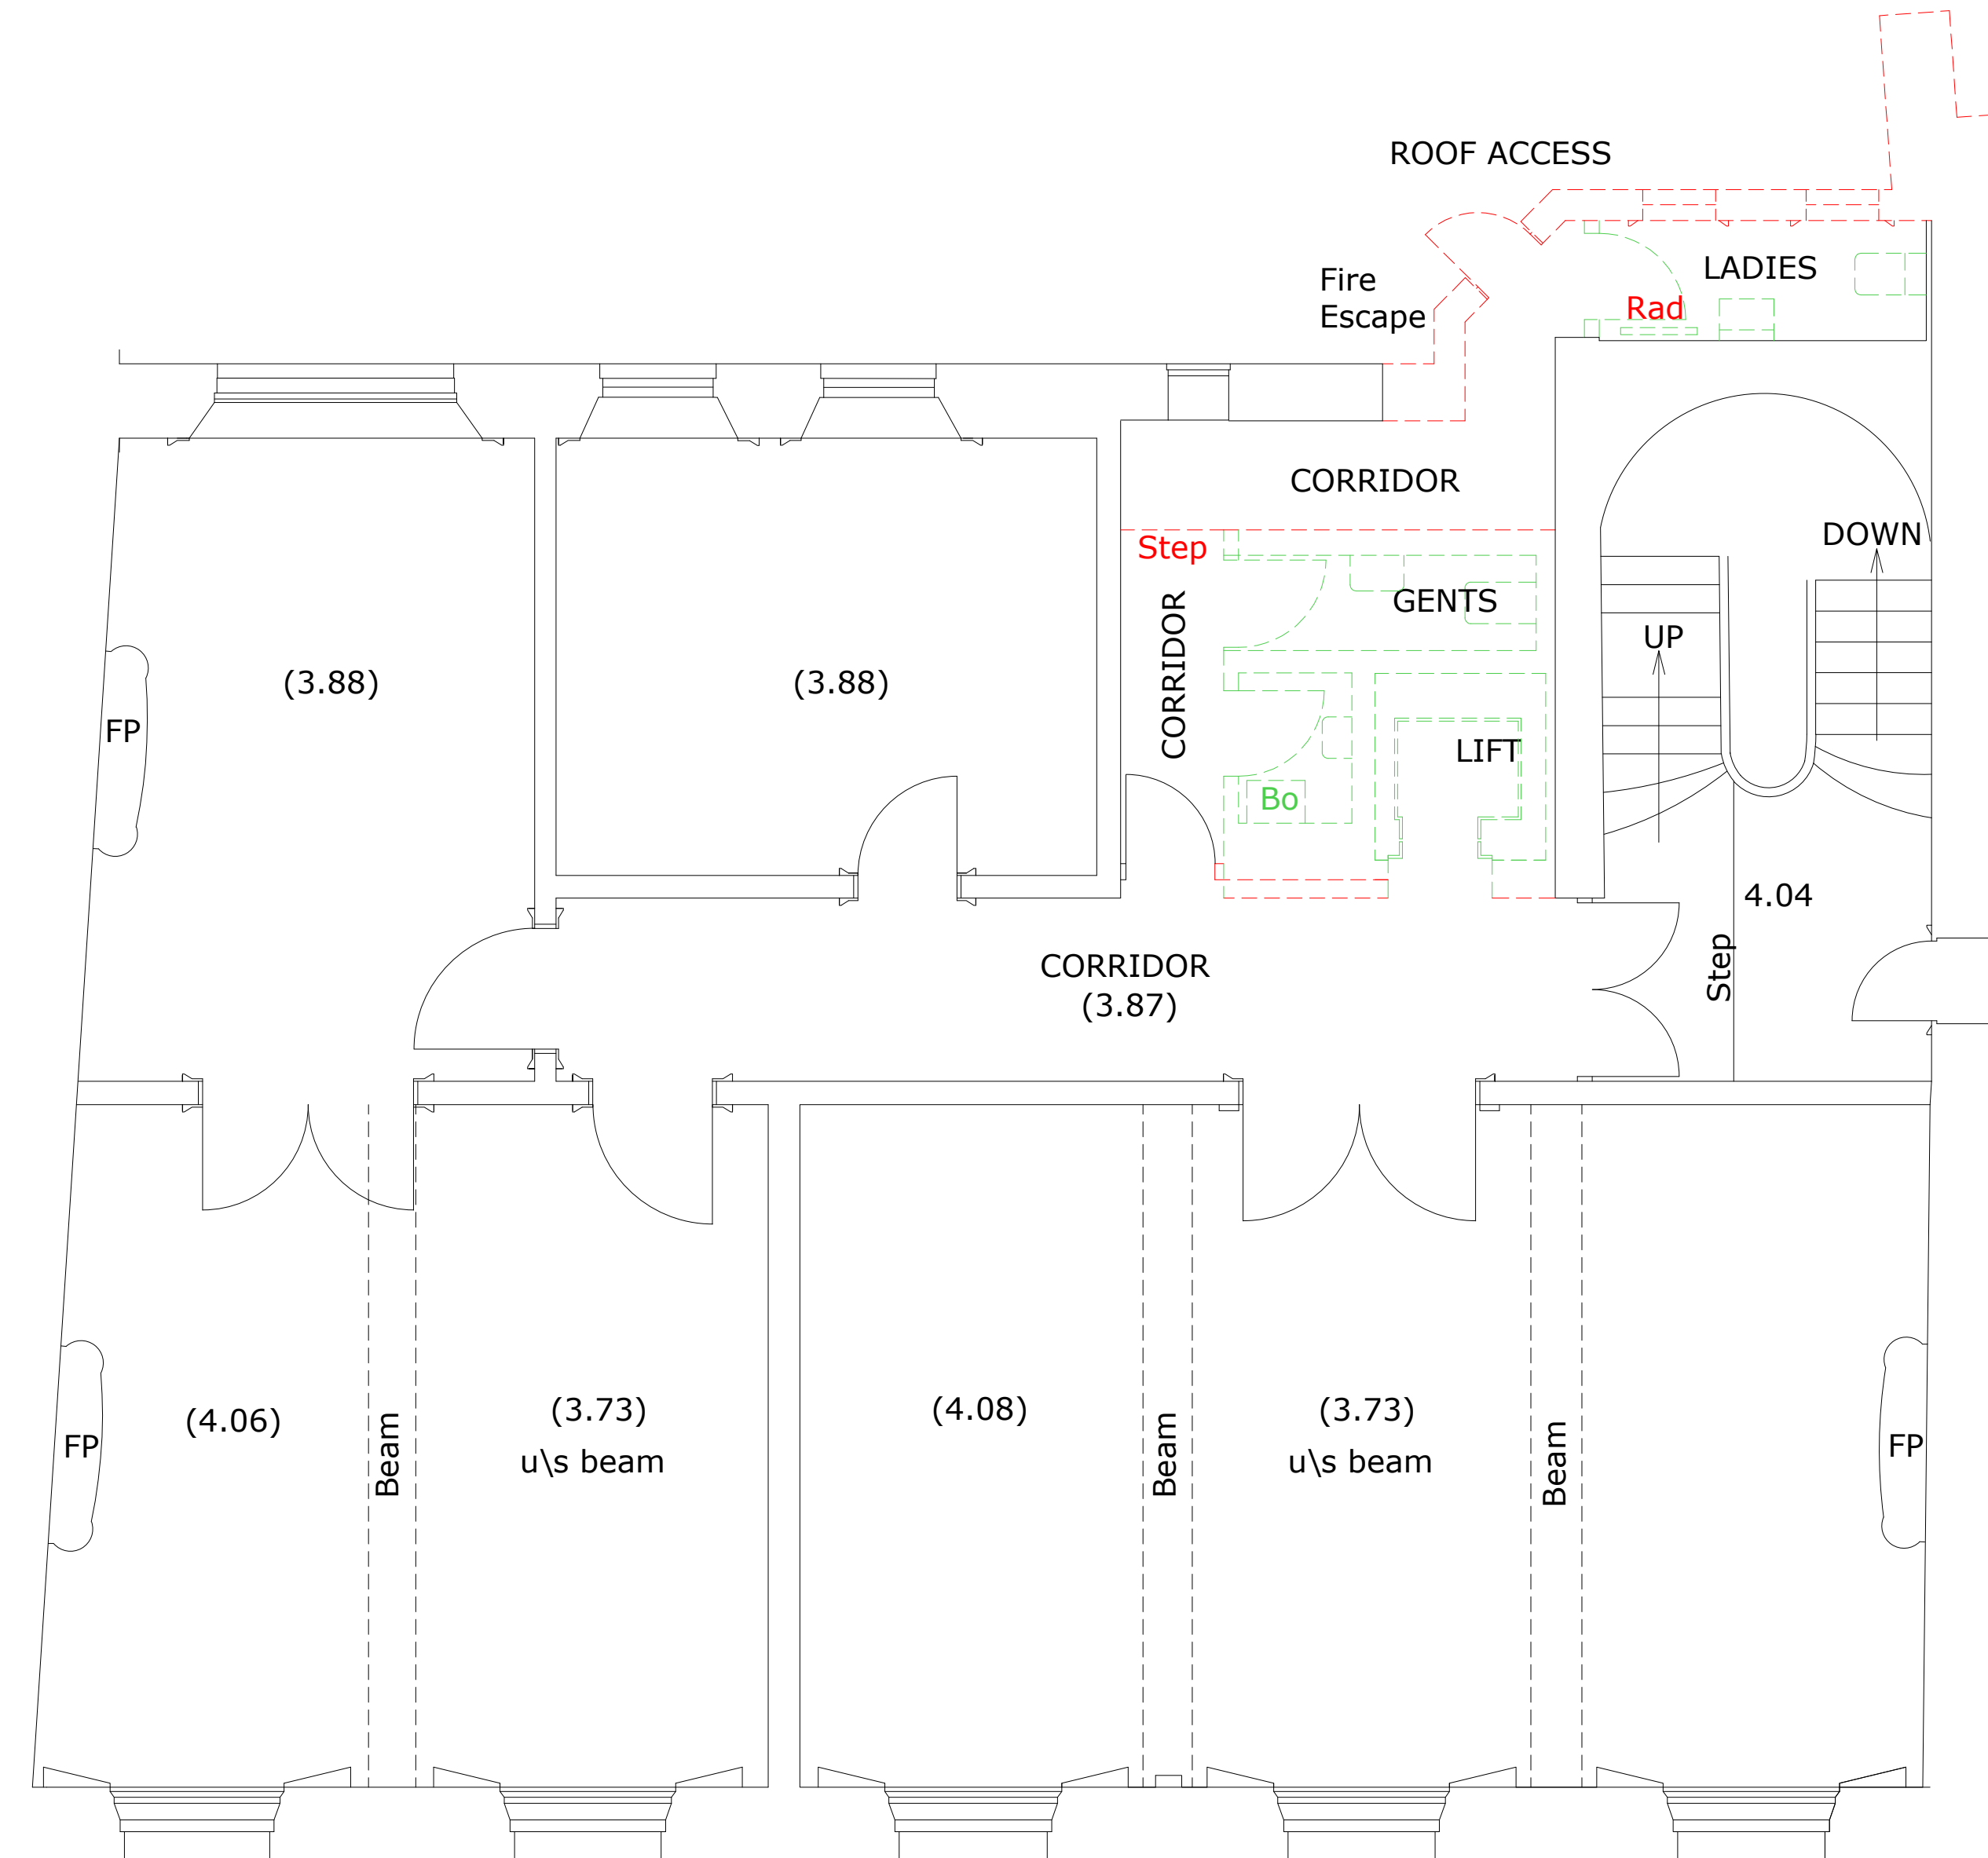 ROOF ACCESS
LADIES
Fire
Escape
Rad
CORRIDOR
DOWN
Step
GENTS
UP
CORRIDOR
(3.88)
(3.88)
FP
LIFT
Bo
4.04
Step
CORRIDOR
(3.87)
(4.06)
(3.73)
(4.08)
(3.73)
FP
Beam
u\s beam
Beam
u\s beam
Beam
FP